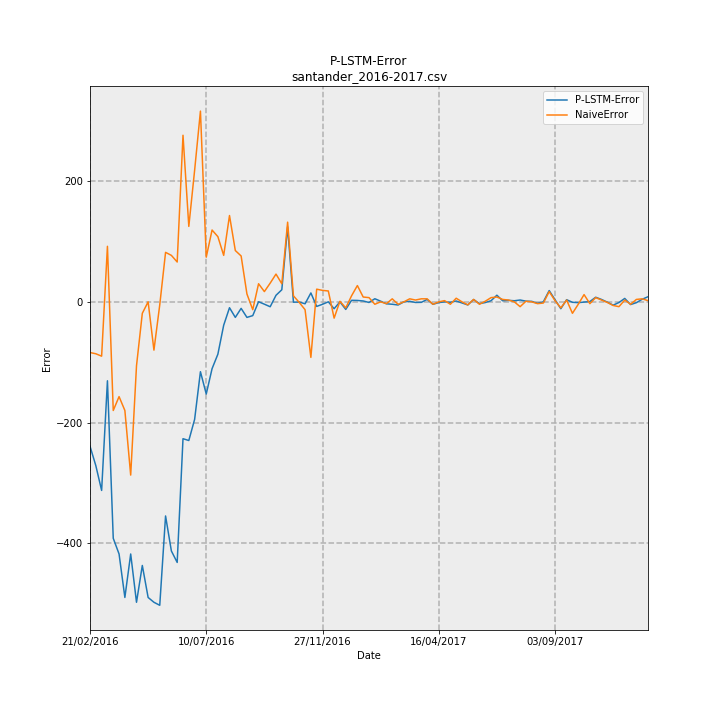 P-LSTM-Error
santander_2016-2017.csv
P-LSTM-Error
NaiveError
200
0
−200
−400
Error
21/02/2016
10/07/2016
27/11/2016
16/04/2017
03/09/2017
Date